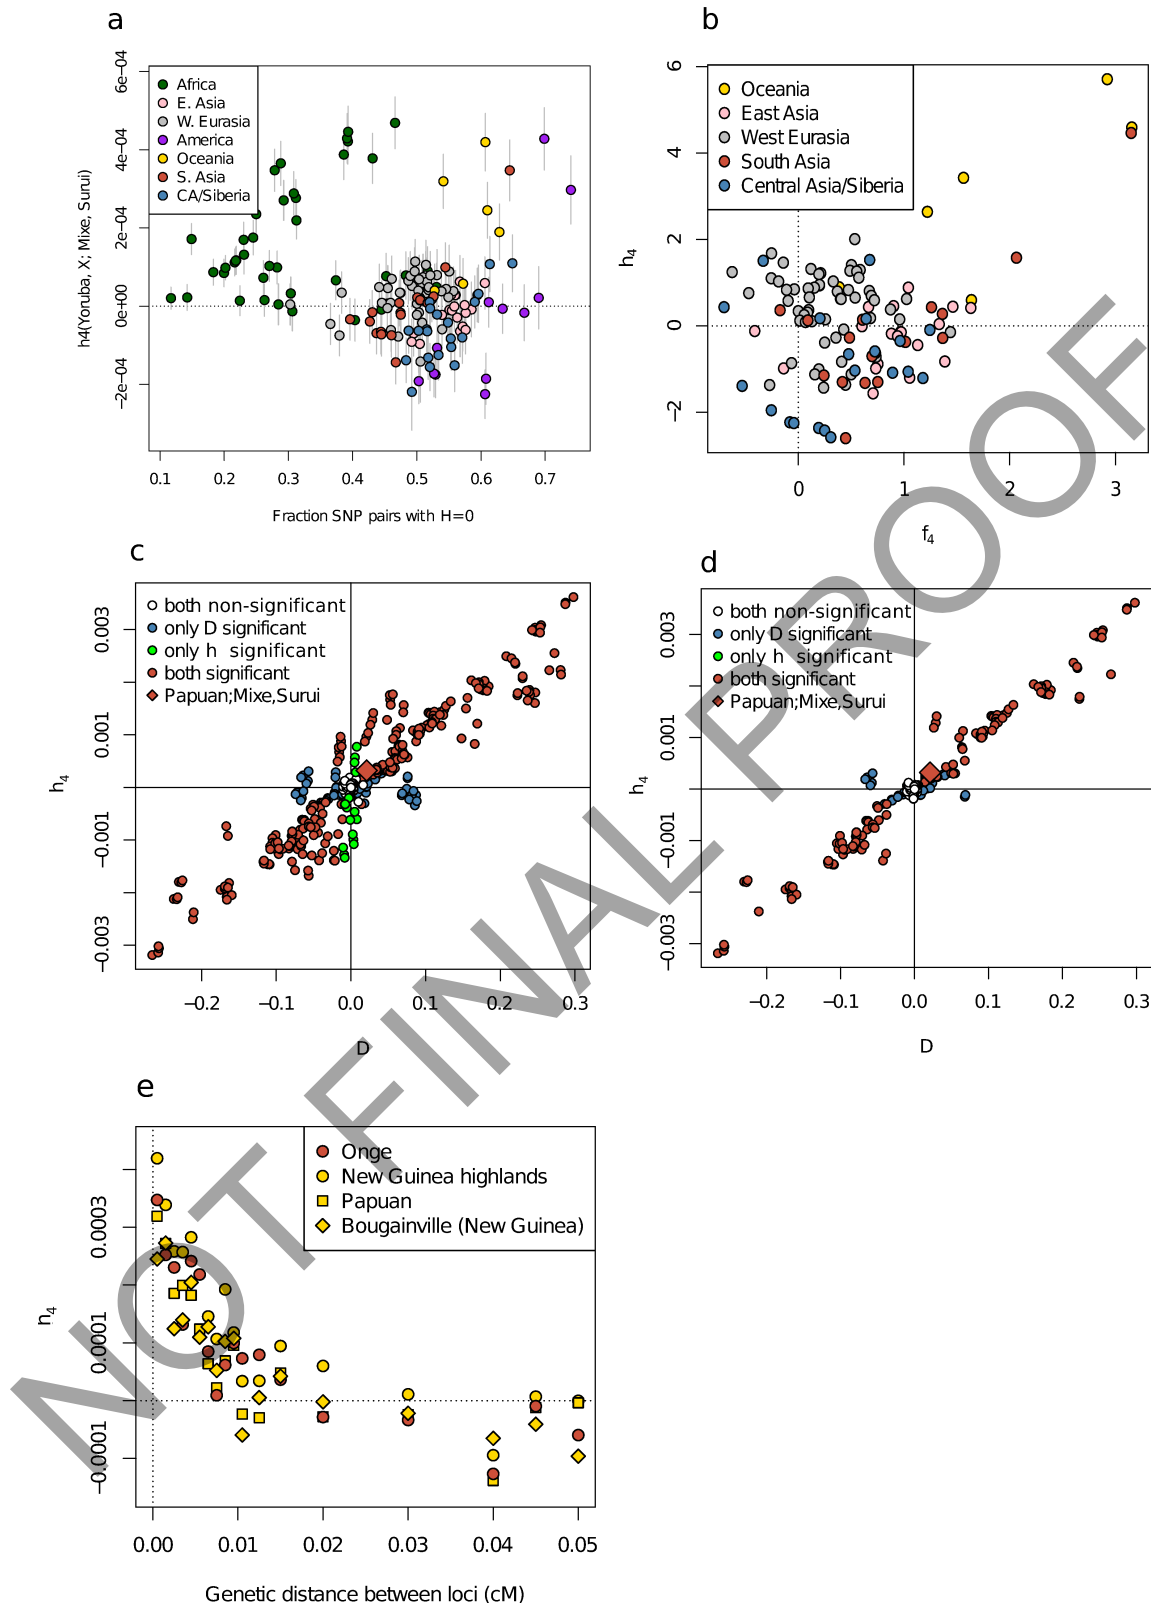 a
h4(Yoruba, X; Mixe, Surui)
6e−04
4e−04
2e−04
0e+00
−2e−04
Africa
E. Asia
W. Eurasia
America
Oceania
S. Asia
CA/Siberia
0.1 0.2 0.3 0.4 0.5 0.6 0.7
Fraction SNP pairs with H=0
b
h4
6
4
2
0
−2
Oceania
East Asia
West Eurasia
South Asia
Central Asia/Siberia
0 1 2 3
f4
c
h4
0.003
0.001
−0.001
−0.003
both non-significant
only D significant
only h significant
both significant
Papuan;Mixe,Surui
−0.2 −0.1 0.0 0.1 0.2 0.3
D
d
h4
0.003
0.001
−0.001
−0.003
both non-significant
only D significant
only h significant
both significant
Papuan;Mixe,Surui
−0.2 −0.1 0.0 0.1 0.2 0.3
D
e
h4
0.0003
0.0001
−0.0001
Onge
New Guinea highlands
Papuan
Bougainville (New Guinea)
0.00 0.01 0.02 0.03 0.04 0.05
Genetic distance between loci (cM)
NOT FINAL PROOF